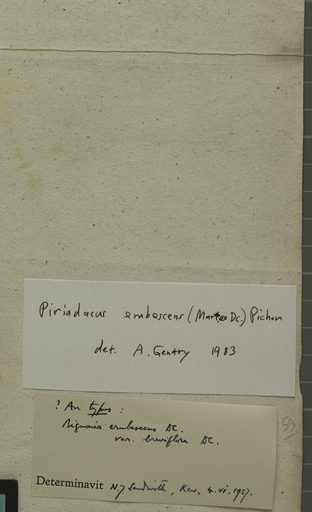 Piriadacus erubescens (Mart ex DC) Pichon
det. A. Gentry 1983
? An typus :
Bignonia erubescens DC.
var. breviflora DC.
Determinavit N Y Sandwith, Kew, 4. vi. 1957.